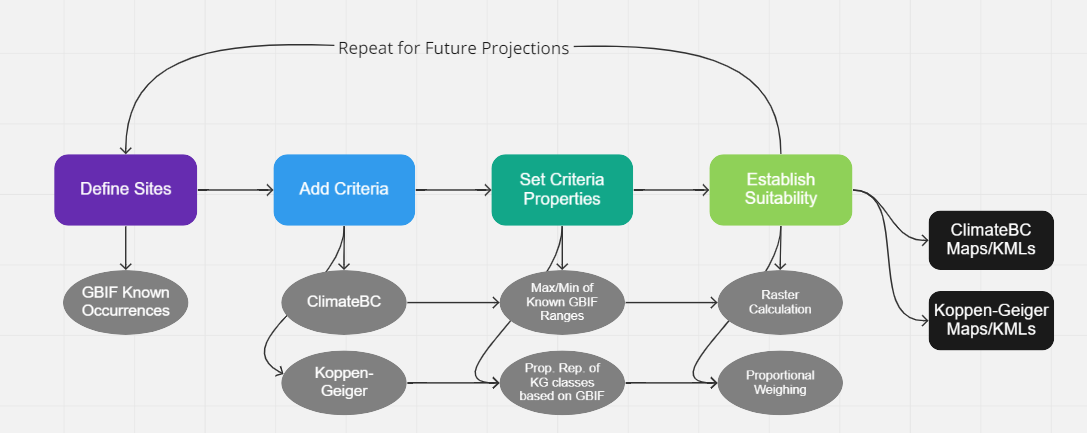 Repeat for Future Projections
Define Sites
Add Criteria
Set Criteria
Properties
Establish
Suitability
ClimateBC
Maps/KMLs
Koppen-Geiger
Maps/KMLs
GBIF Known
Occurrences
ClimateBC
Max/Min of
Known GBIF
Ranges
Raster
Calculation
Koppen-
Geiger
Prop. Rep. of
KG classes
based on GBIF
Proportional
Weighing